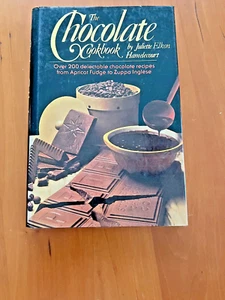 The
Chocolate
Cookbook
by Juliette Elkon
Hamelecourt
Over 200 delectable chocolate recipes
from Apricot Fudge to Zuppa Inglese